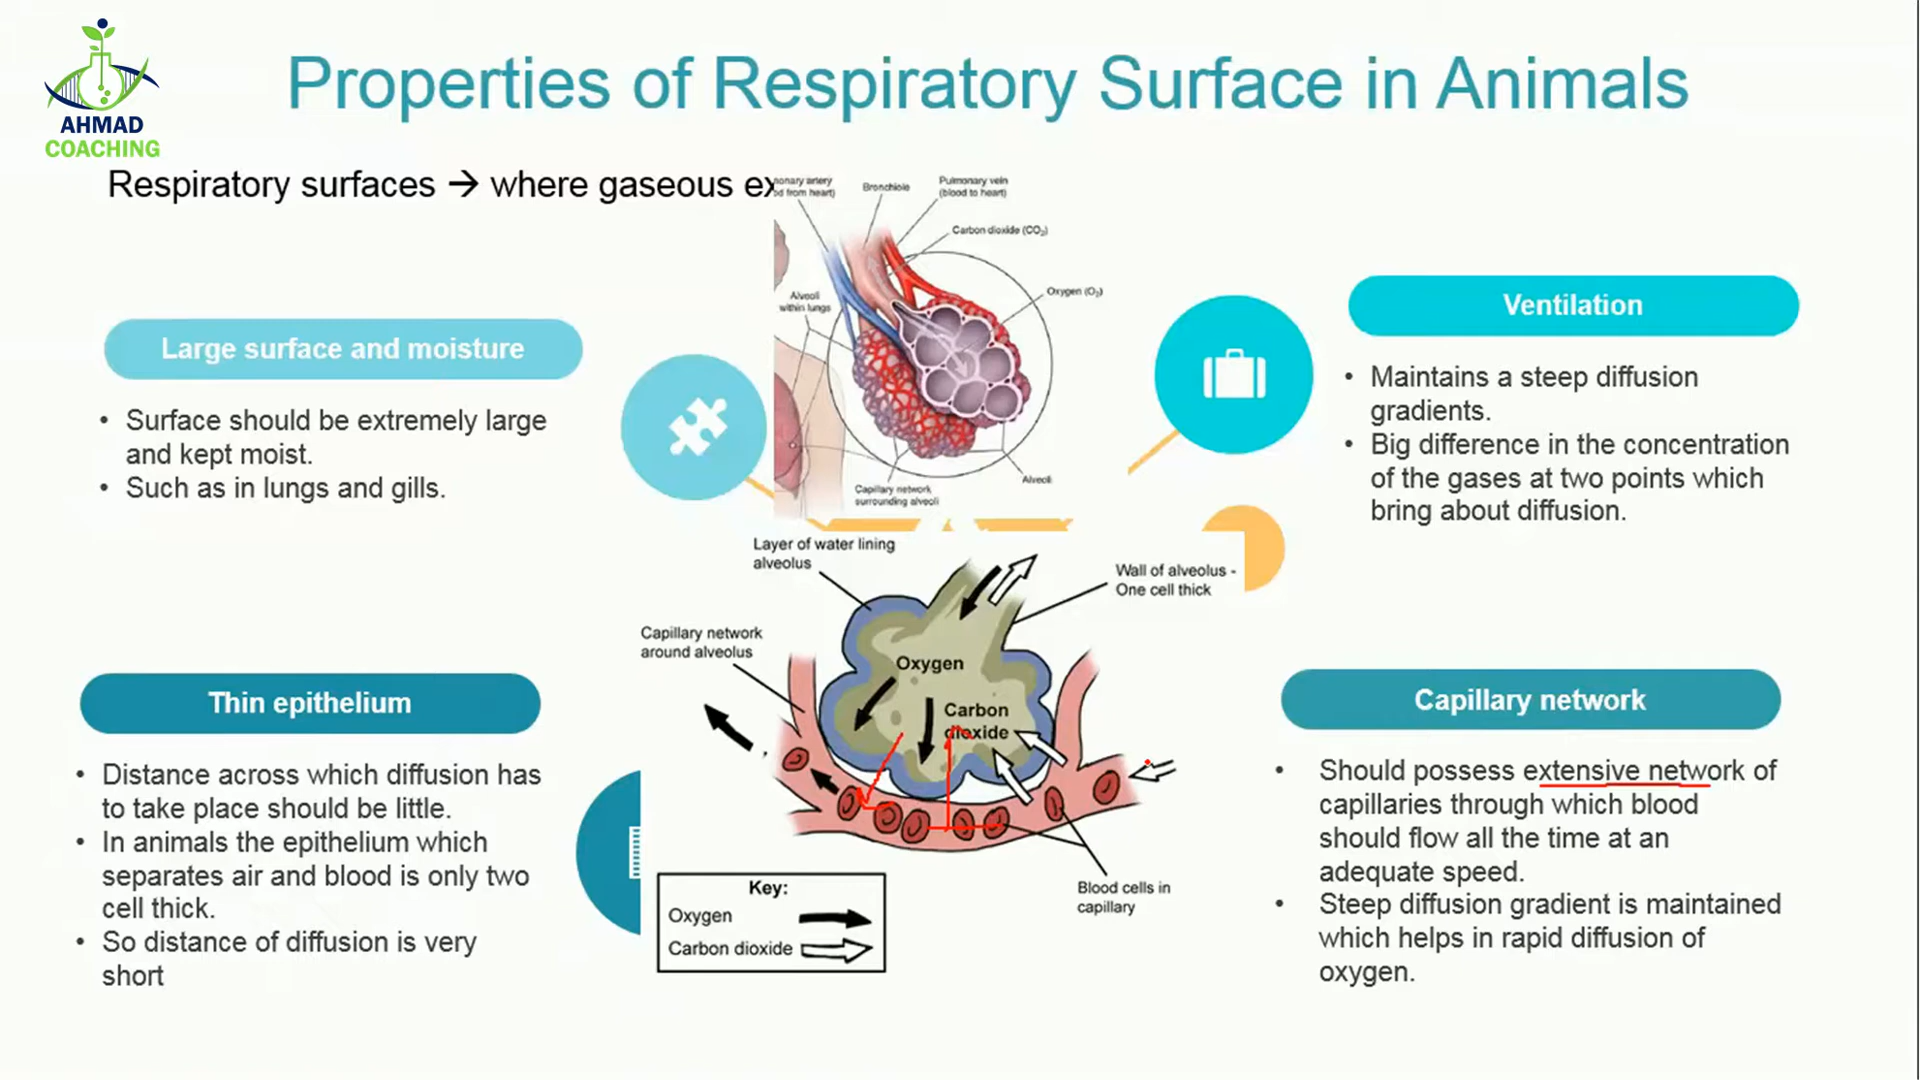 AHMAD
COACHING
Properties of Respiratory Surface in Animals
Respiratory surfaces → where gaseous
Bronchiole
Pulmonary vein
(blood to heart)
from heart)
artery
Carbon dioxide (CO₂)
Oxygen (O₂)
Alveoli
within lungs
Alveoli
Capillary network
surrounding alveoli
Large surface and moisture
• Surface should be extremely large
and kept moist.
• Such as in lungs and gills.
Ventilation
• Maintains a steep diffusion
gradients.
• Big difference in the concentration
of the gases at two points which
bring about diffusion.
Layer of water lining
alveolus
Wall of alveolus -
One cell thick
Capillary network
around alveolus
Oxygen
Carbon
dioxide
Blood cells in
capillary
Key:
Oxygen
Carbon dioxide
Thin epithelium
• Distance across which diffusion has
to take place should be little.
• In animals the epithelium which
separates air and blood is only two
cell thick.
• So distance of diffusion is very
short
Capillary network
• Should possess extensive network of
capillaries through which blood
should flow all the time at an
adequate speed.
• Steep diffusion gradient is maintained
which helps in rapid diffusion of
oxygen.